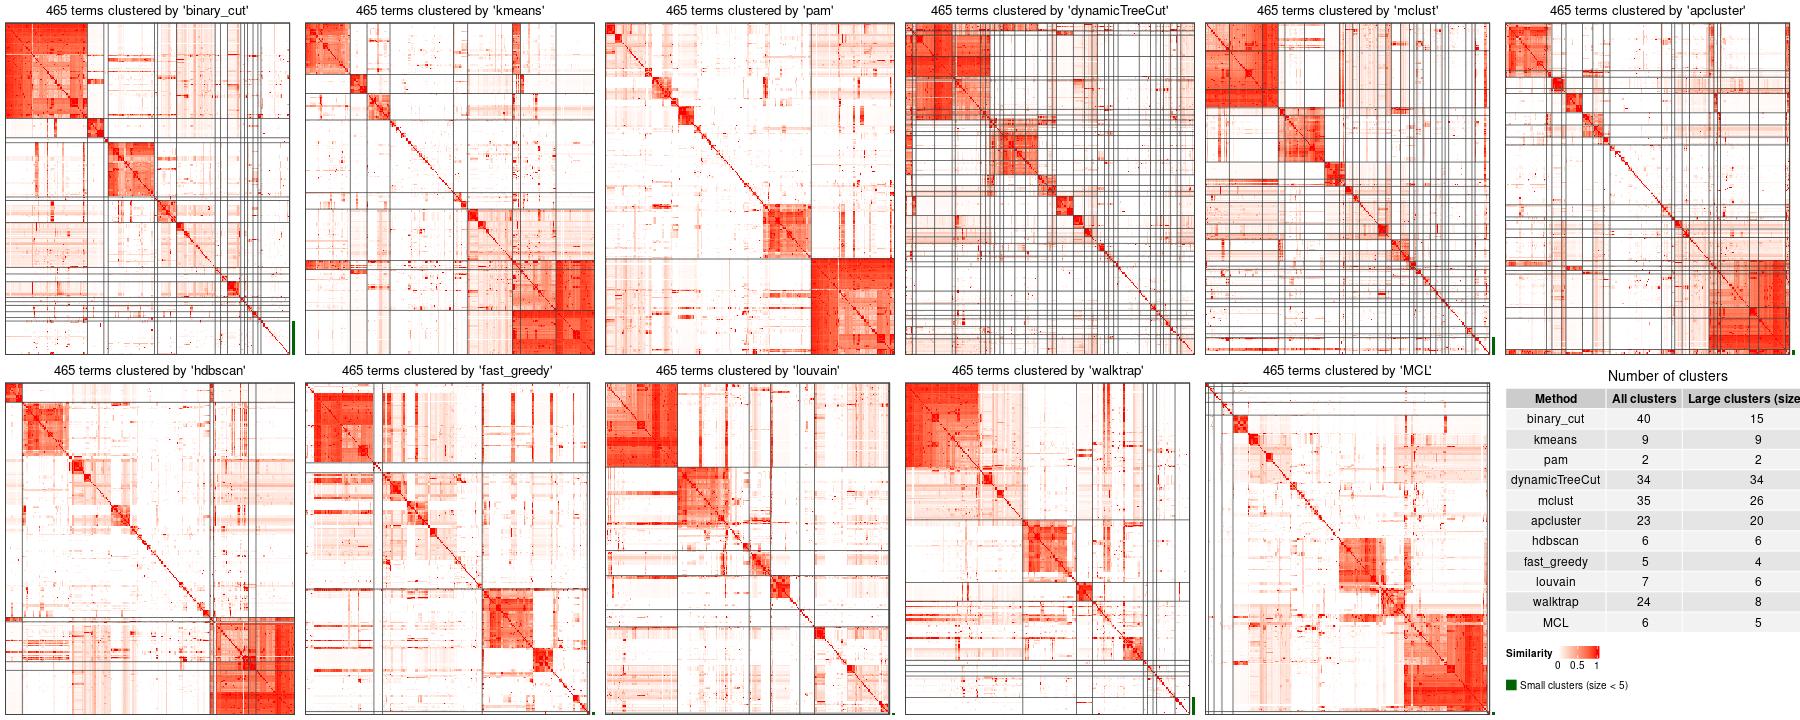 465 terms clustered by 'binary_cut'
465 terms clustered by 'kmeans'
465 terms clustered by 'pam'
465 terms clustered by 'dynamicTreeCut'
465 terms clustered by 'mclust'
465 terms clustered by 'apcluster'
465 terms clustered by 'hdbscan'
465 terms clustered by 'fast_greedy'
465 terms clustered by 'louvain'
465 terms clustered by 'walktrap'
465 terms clustered by 'MCL'
Number of clusters
Method All clusters Large clusters (size
binary_cut 40 15
kmeans 9 9
pam 2 2
dynamicTreeCut 34 34
mclust 35 26
apcluster 23 20
hdbscan 6 6
fast_greedy 5 4
louvain 7 6
walktrap 24 8
MCL 6 5
Similarity
0 0.5 1
Small clusters (size < 5)